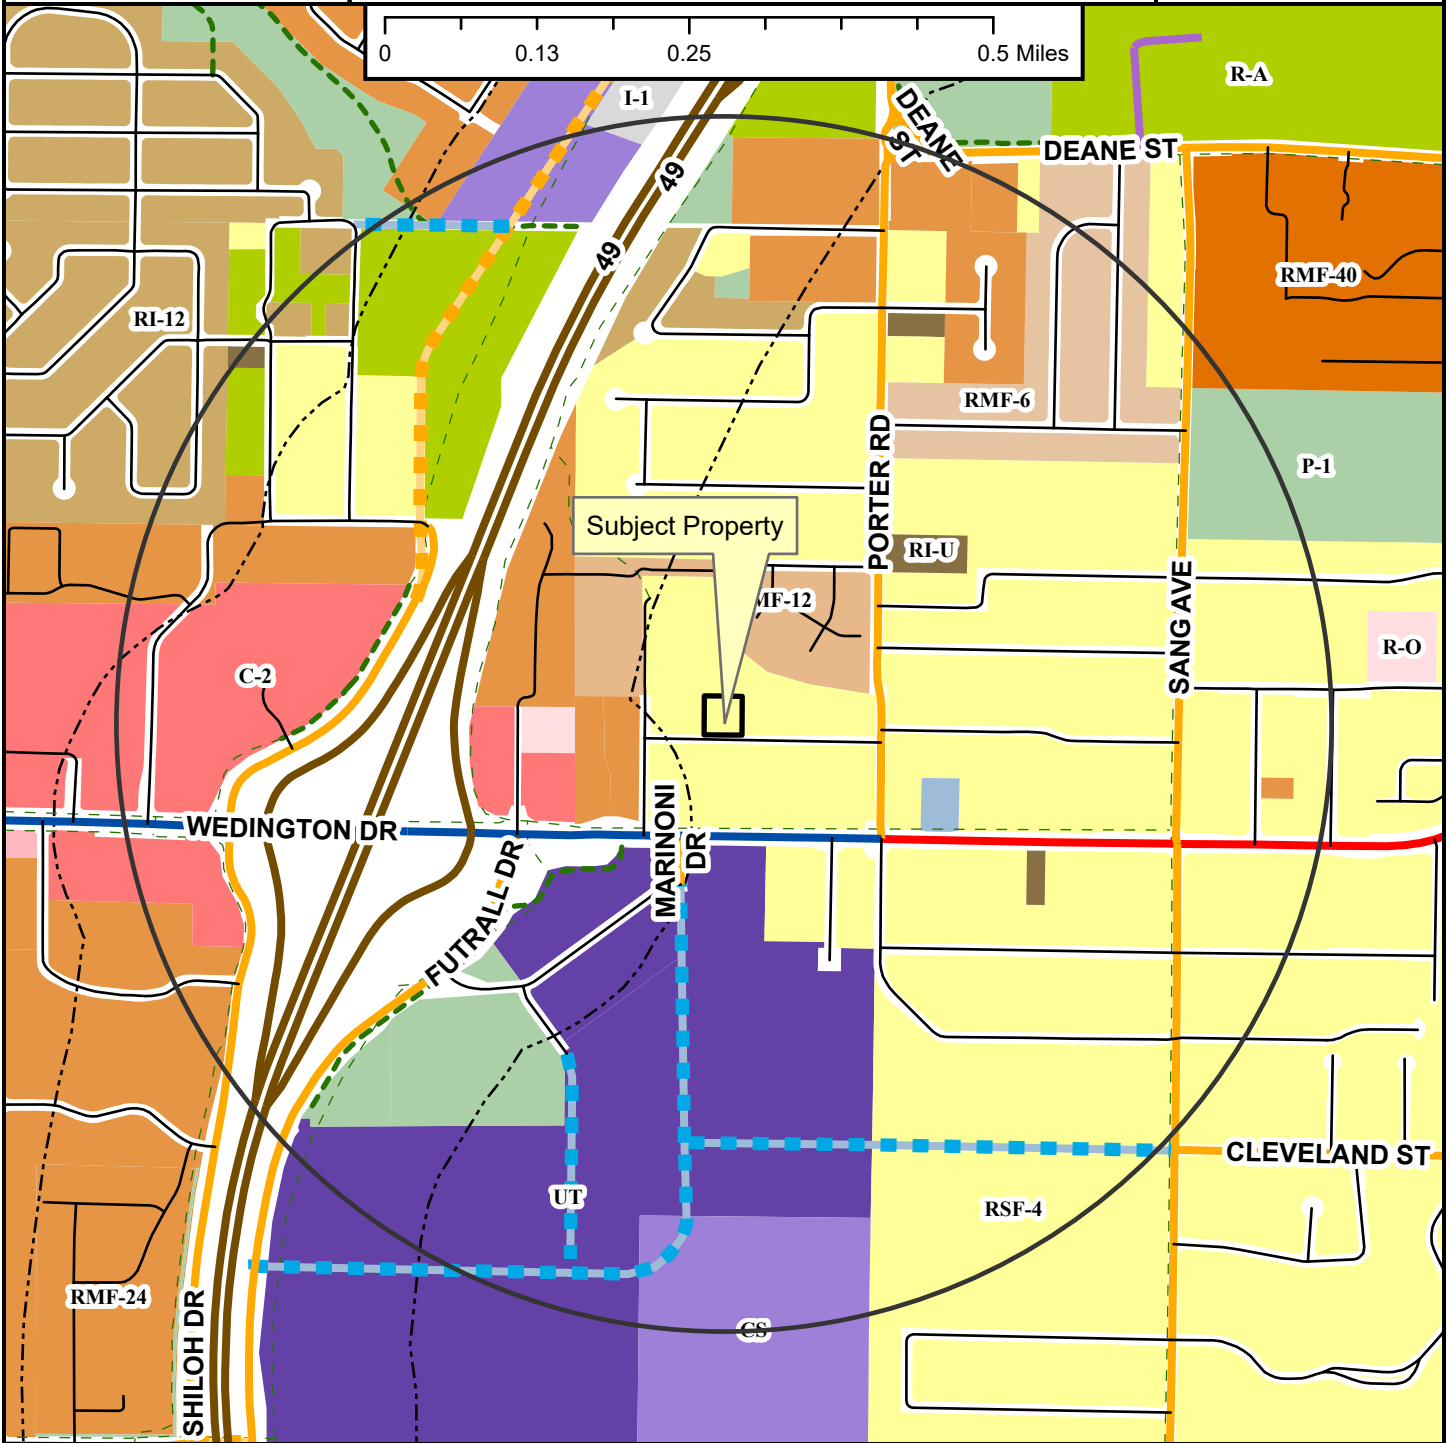 0 0.13 0.25 0.5 Miles
R-A
I-1
DEANE
ST
DEANE ST
49
49
RMF-40
RI-12
RMF-6
P-1
PORTER RD
Subject Property
RI-U
MF-12
SANG AVE
R-O
C-2
WEDINGTON DR
MARINONI
DR
FUTRALL DR
CLEVELAND ST
UT
RSF-4
RMF-24
SHILOH DR
CS